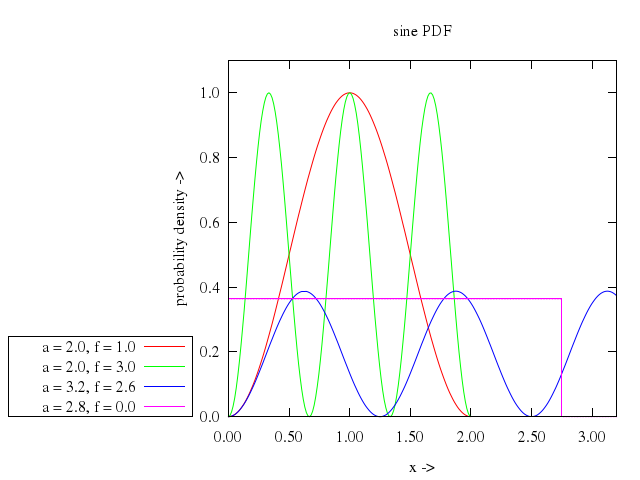 sine PDF
probability density ->
1.0
0.8
0.6
0.4
0.2
0.0
0.00 0.50 1.00 1.50 2.00 2.50 3.00
x ->
a = 2.0, f = 1.0
a = 2.0, f = 3.0
a = 3.2, f = 2.6
a = 2.8, f = 0.0